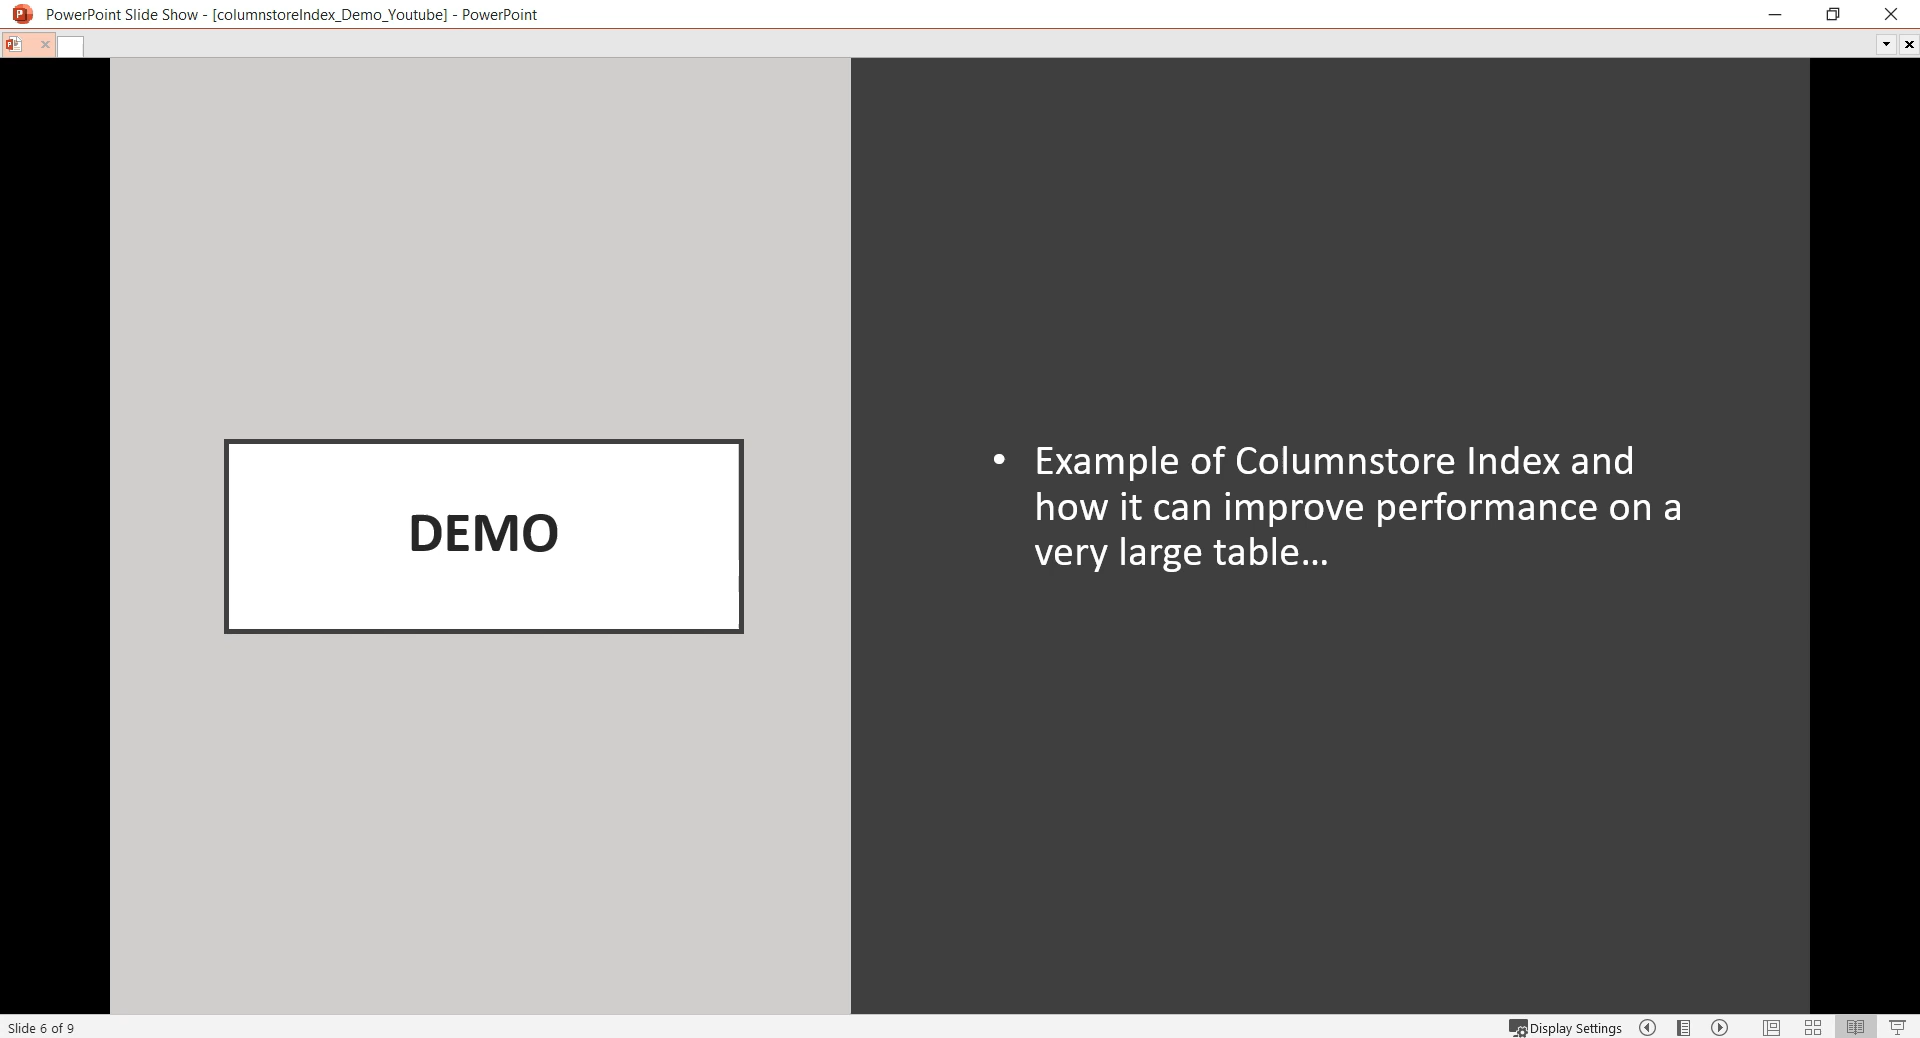 PowerPoint Slide Show - [columnstoreIndex_Demo_Youtube] - PowerPoint
DEMO
• Example of Columnstore Index and
how it can improve performance on a
very large table...
Slide 6 of 9
Display Settings